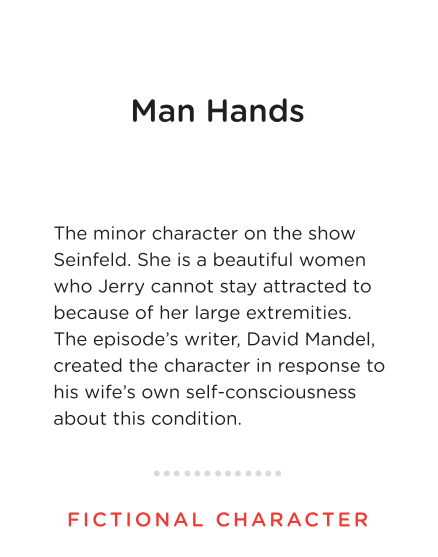 Man Hands
The minor character on the show
Seinfeld. She is a beautiful women
who Jerry cannot stay attracted to
because of her large extremities.
The episode’s writer, David Mandel,
created the character in response to
his wife’s own self-consciousness
about this condition.
FICTIONAL CHARACTER